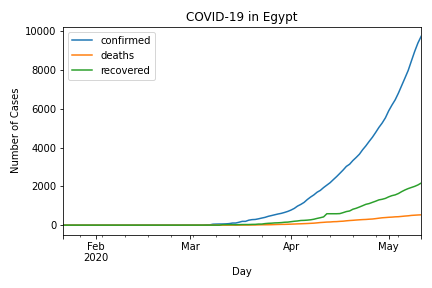 COVID-19 in Egypt
confirmed
deaths
recovered
Number of Cases
10000
8000
6000
4000
2000
0
Feb Mar Apr May
2020
Day